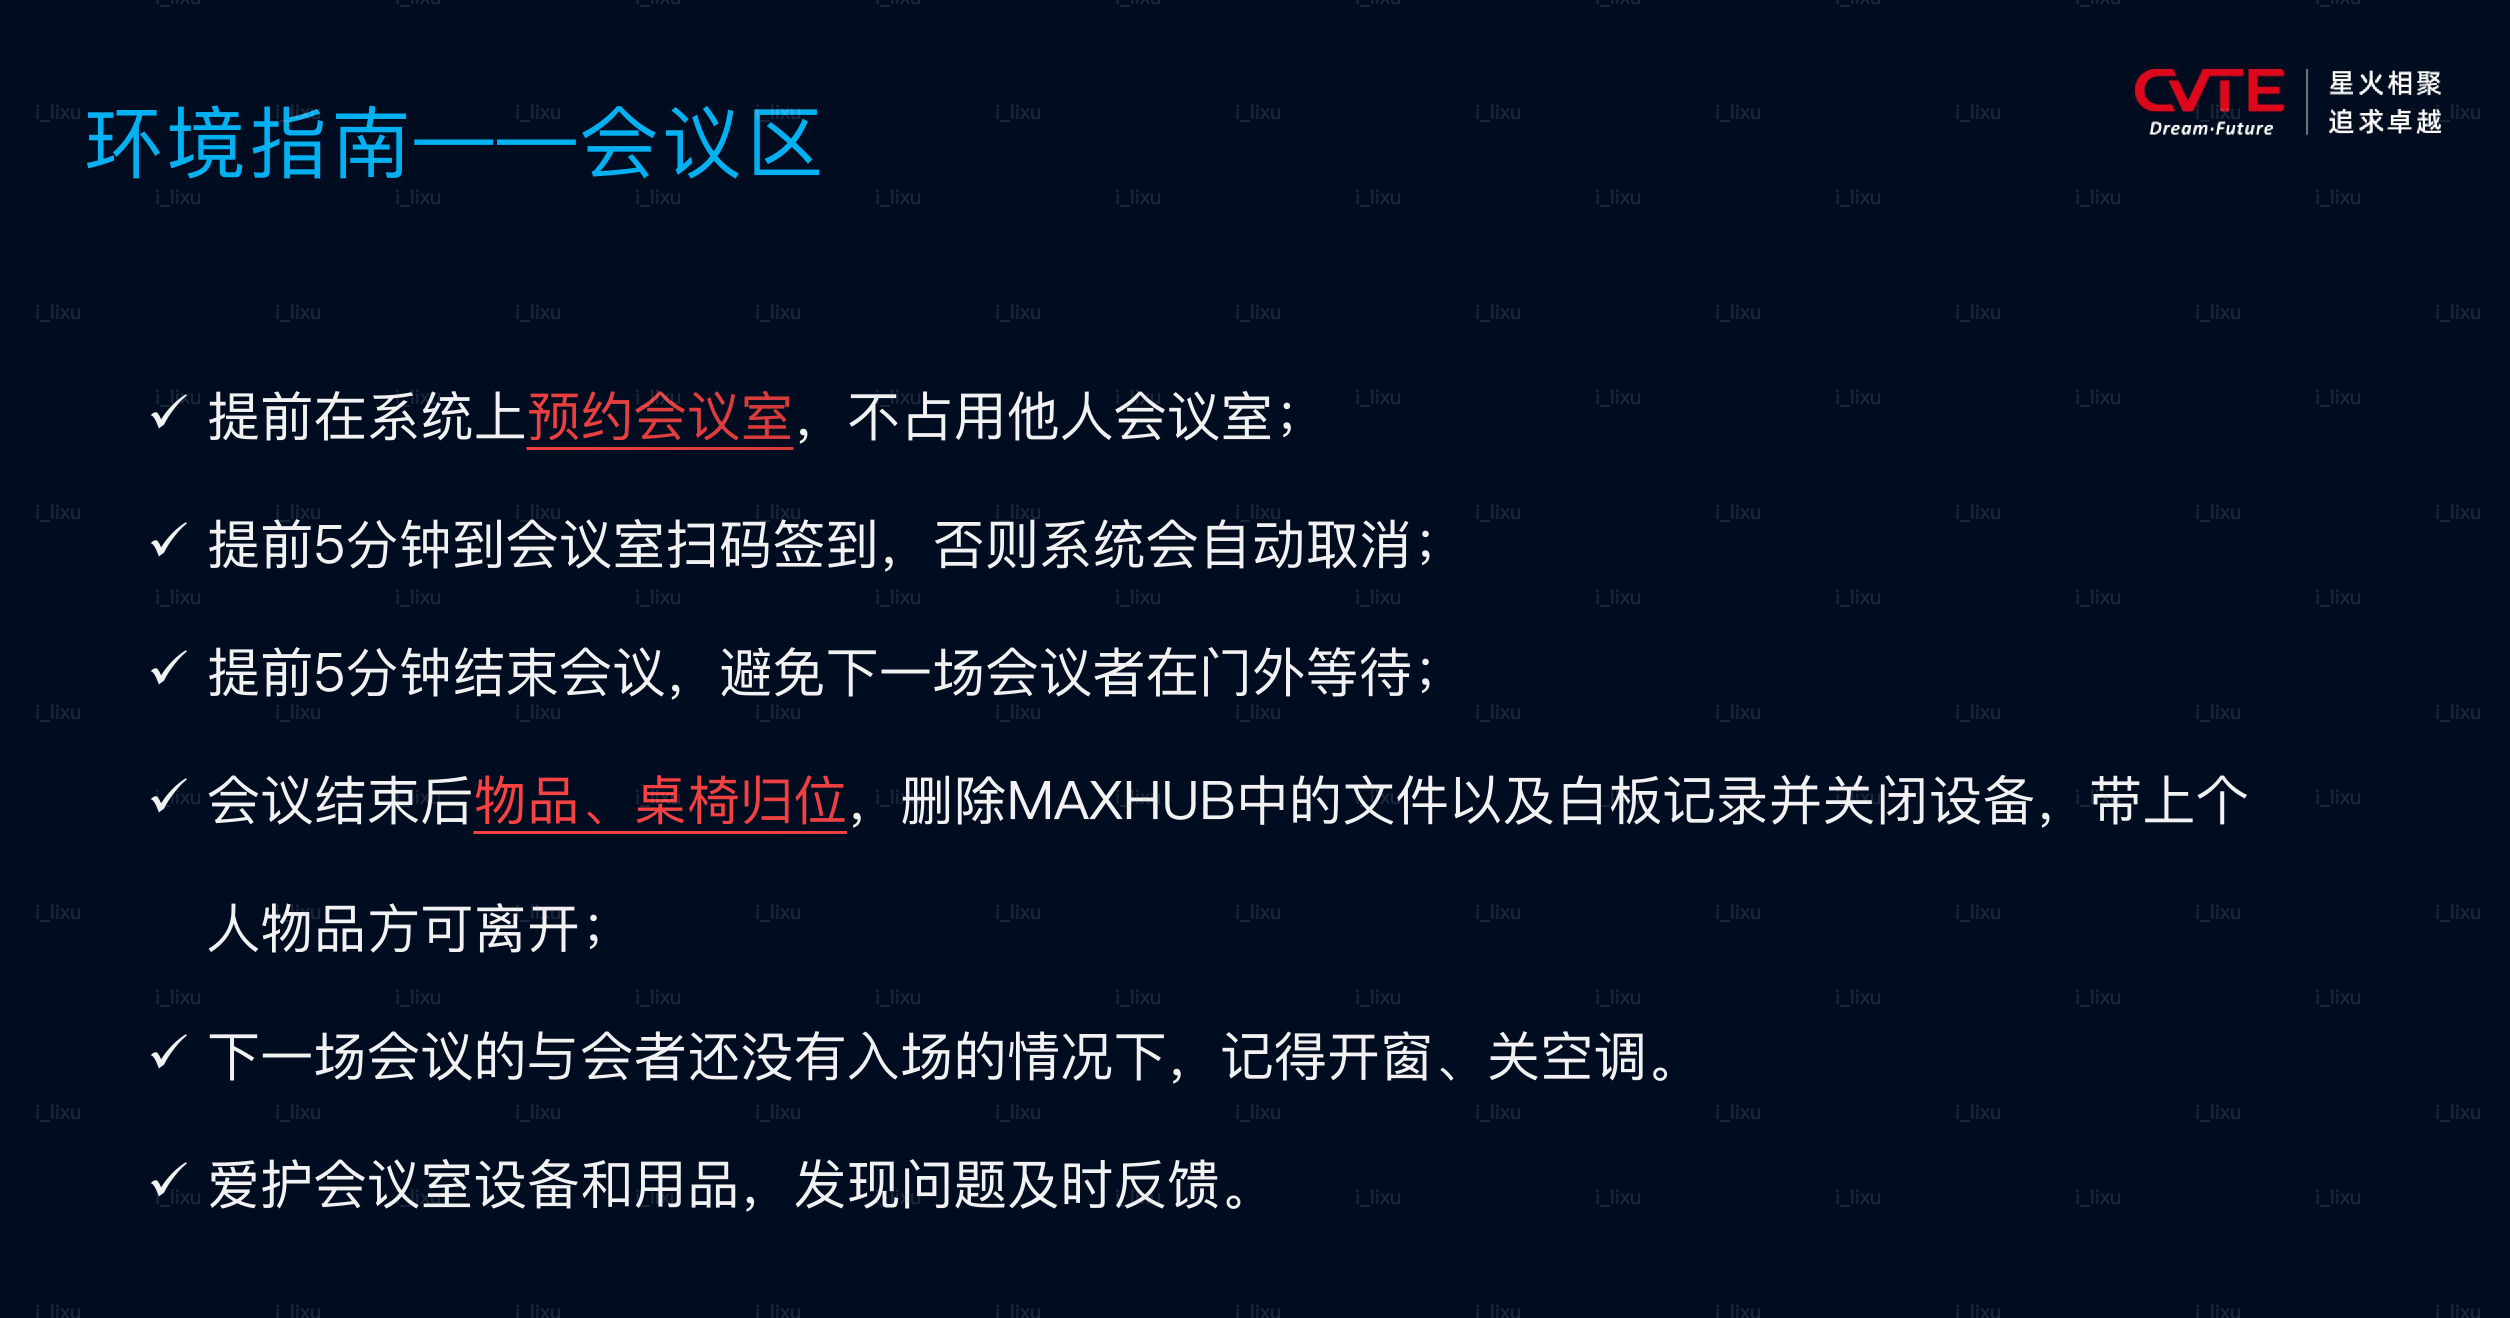 环境指南——会议区
CVTE
Dream·Future
星火相聚
追求卓越
✓ 提前在系统上预约会议室，不占用他人会议室；
✓ 提前5分钟到会议室扫码签到，否则系统会自动取消；
✓ 提前5分钟结束会议，避免下一场会议者在门外等待；
✓ 会议结束后物品、桌椅归位，删除MAXHUB中的文件以及白板记录并关闭设备，带上个
人物品方可离开；
✓ 下一场会议的与会者还没有入场的情况下，记得开窗、关空调。
✓ 爱护会议室设备和用品，发现问题及时反馈。
i_lixu